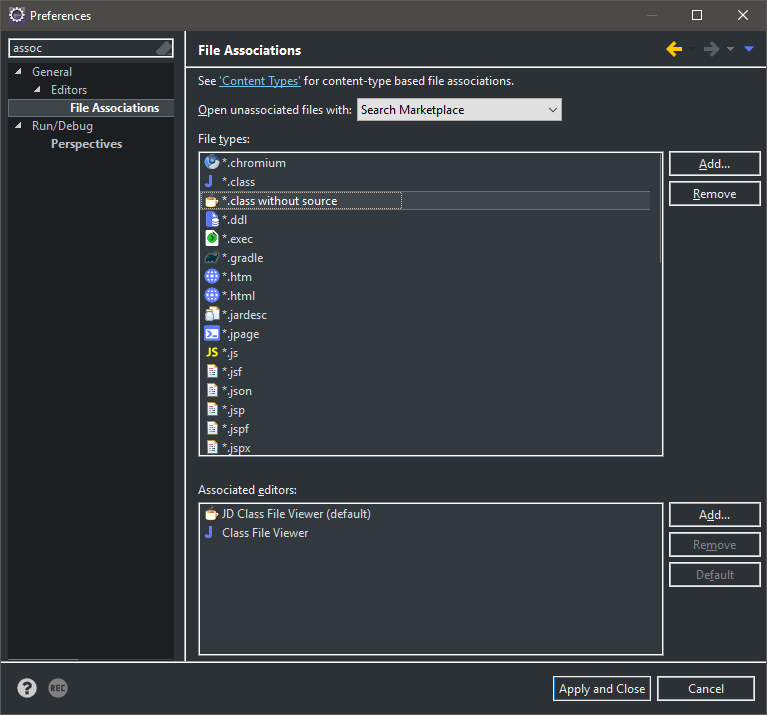 Preferences
assoc
General
Editors
File Associations
Run/Debug
Perspectives
File Associations
See 'Content Types' for content-type based file associations.
Open unassociated files with: Search Marketplace
File types:
*.chromium
*.class
*.class without source
*.ddl
*.exec
*.gradle
*.htm
*.html
*.jardesc
*.jpage
JS *.js
*.jsf
*.json
*.jsp
*.jspf
*.jspx
Add...
Remove
Associated editors:
JD Class File Viewer (default)
J Class File Viewer
Add...
Remove
Default
? REC
Apply and Close
Cancel